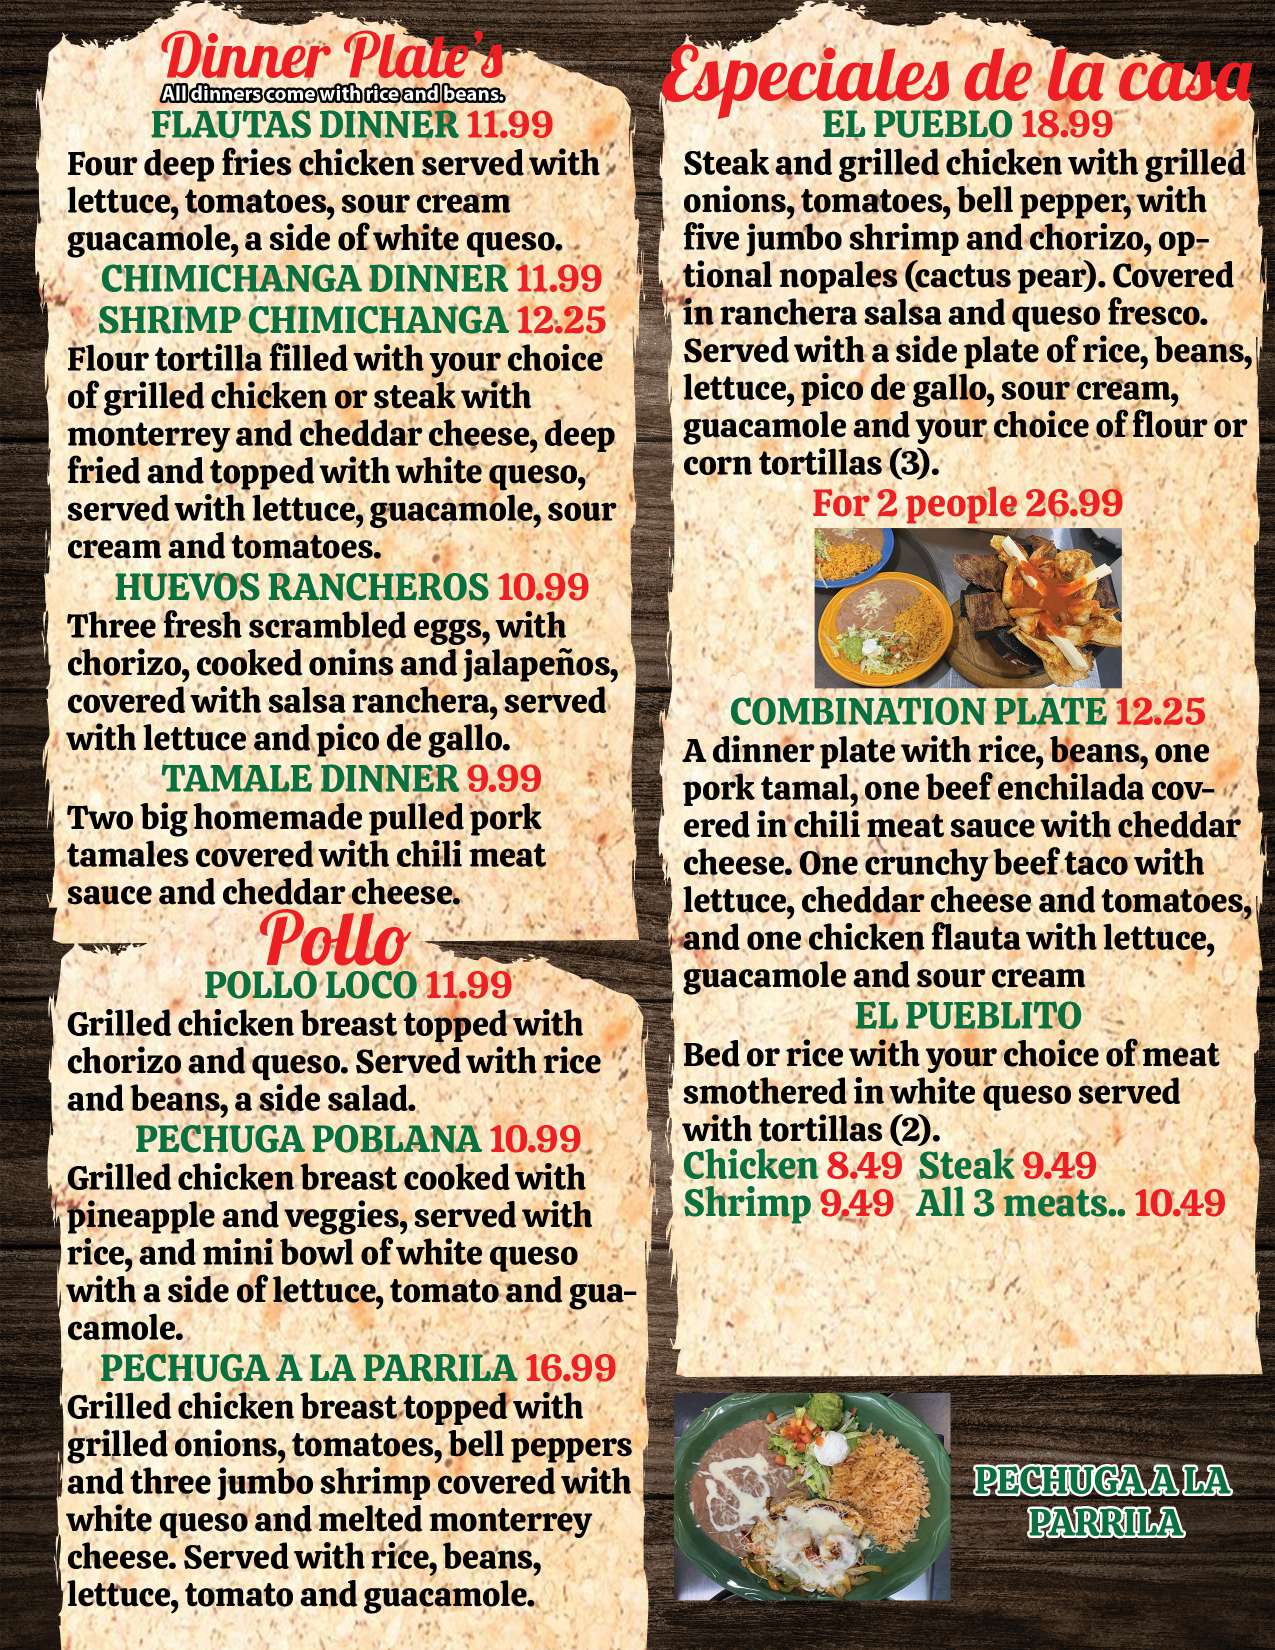 Dinner Plate's
All dinners come with rice and beans.
FLAUTAS DINNER 11.99
Four deep fries chicken served with
lettuce, tomatoes, sour cream
guacamole, a side of white queso.
CHIMICHANGA DINNER 11.99
SHRIMP CHIMICHANGA 12.25
Flour tortilla filled with your choice
of grilled chicken or steak with
monterrey and cheddar cheese, deep
fried and topped with white queso,
served with lettuce, guacamole, sour
cream and tomatoes.
HUEVOS RANCHEROS 10.99
Three fresh scrambled eggs, with
chorizo, cooked onins and jalapeños,
covered with salsa ranchera, served
with lettuce and pico de gallo.
TAMALE DINNER 9.99
Two big homemade pulled pork
tamales covered with chili meat
sauce and cheddar cheese.
Pollo
POLLO LOCO 11.99
Grilled chicken breast topped with
chorizo and queso. Served with rice
and beans, a side salad.
PECHUGA POBLANA 10.99
Grilled chicken breast cooked with
pineapple and veggies, served with
rice, and mini bowl of white queso
with a side of lettuce, tomato and gua-
camole.
PECHUGA A LA PARRILA 16.99
Grilled chicken breast topped with
grilled onions, tomatoes, bell peppers
and three jumbo shrimp covered with
white queso and melted monterrey
cheese. Served with rice, beans,
lettuce, tomato and guacamole.
Especiales de la casa
EL PUEBLO 18.99
Steak and grilled chicken with grilled
onions, tomatoes, bell pepper, with
five jumbo shrimp and chorizo, op-
tional nopales (cactus pear). Covered
in ranchera salsa and queso fresco.
Served with a side plate of rice, beans,
lettuce, pico de gallo, sour cream,
guacamole and your choice of flour or
corn tortillas (3).
For 2 people 26.99
COMBINATION PLATE 12.25
A dinner plate with rice, beans, one
pork tamal, one beef enchilada cov-
ered in chili meat sauce with cheddar
cheese. One crunchy beef taco with
lettuce, cheddar cheese and tomatoes,
and one chicken flauta with lettuce,
guacamole and sour cream
EL PUEBLITO
Bed or rice with your choice of meat
smothered in white queso served
with tortillas (2).
Chicken 8.49 Steak 9.49
Shrimp 9.49 All 3 meats.. 10.49
PECHUGA A LA
PARRILA